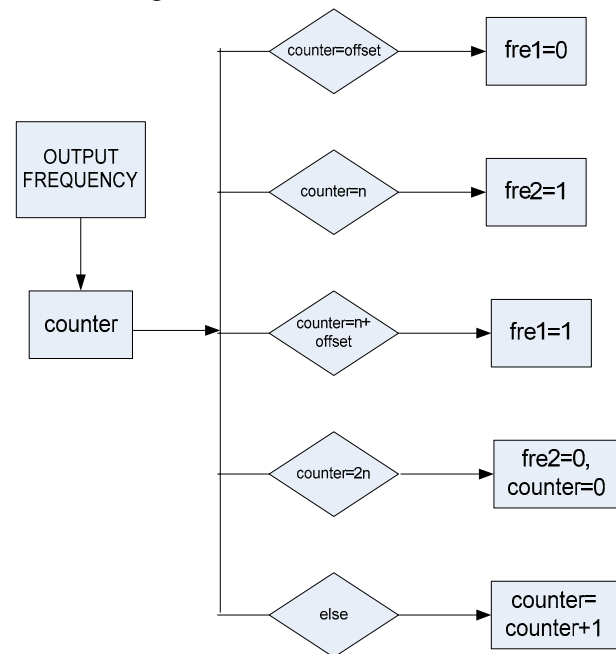 counter=offset
fre1=0
OUTPUT
FREQUENCY
counter=n
fre2=1
counter
counter=n+
offset
fre1=1
counter=2n
fre2=0,
counter=0
else
counter=
counter+1